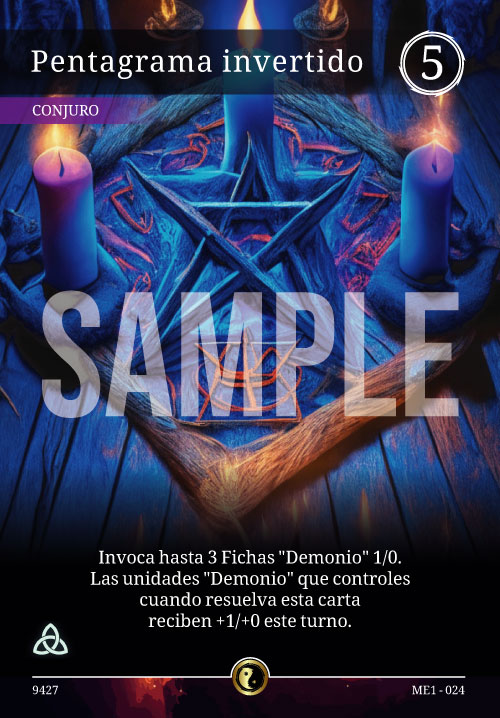 Pentagrama invertido
5
CONJURO
SAMPLE
Invoca hasta 3 Fichas "Demonio" 1/0.
Las unidades "Demonio" que controles
cuando resuelva esta carta
reciben +1/+0 este turno.
9427
ME1 - 024